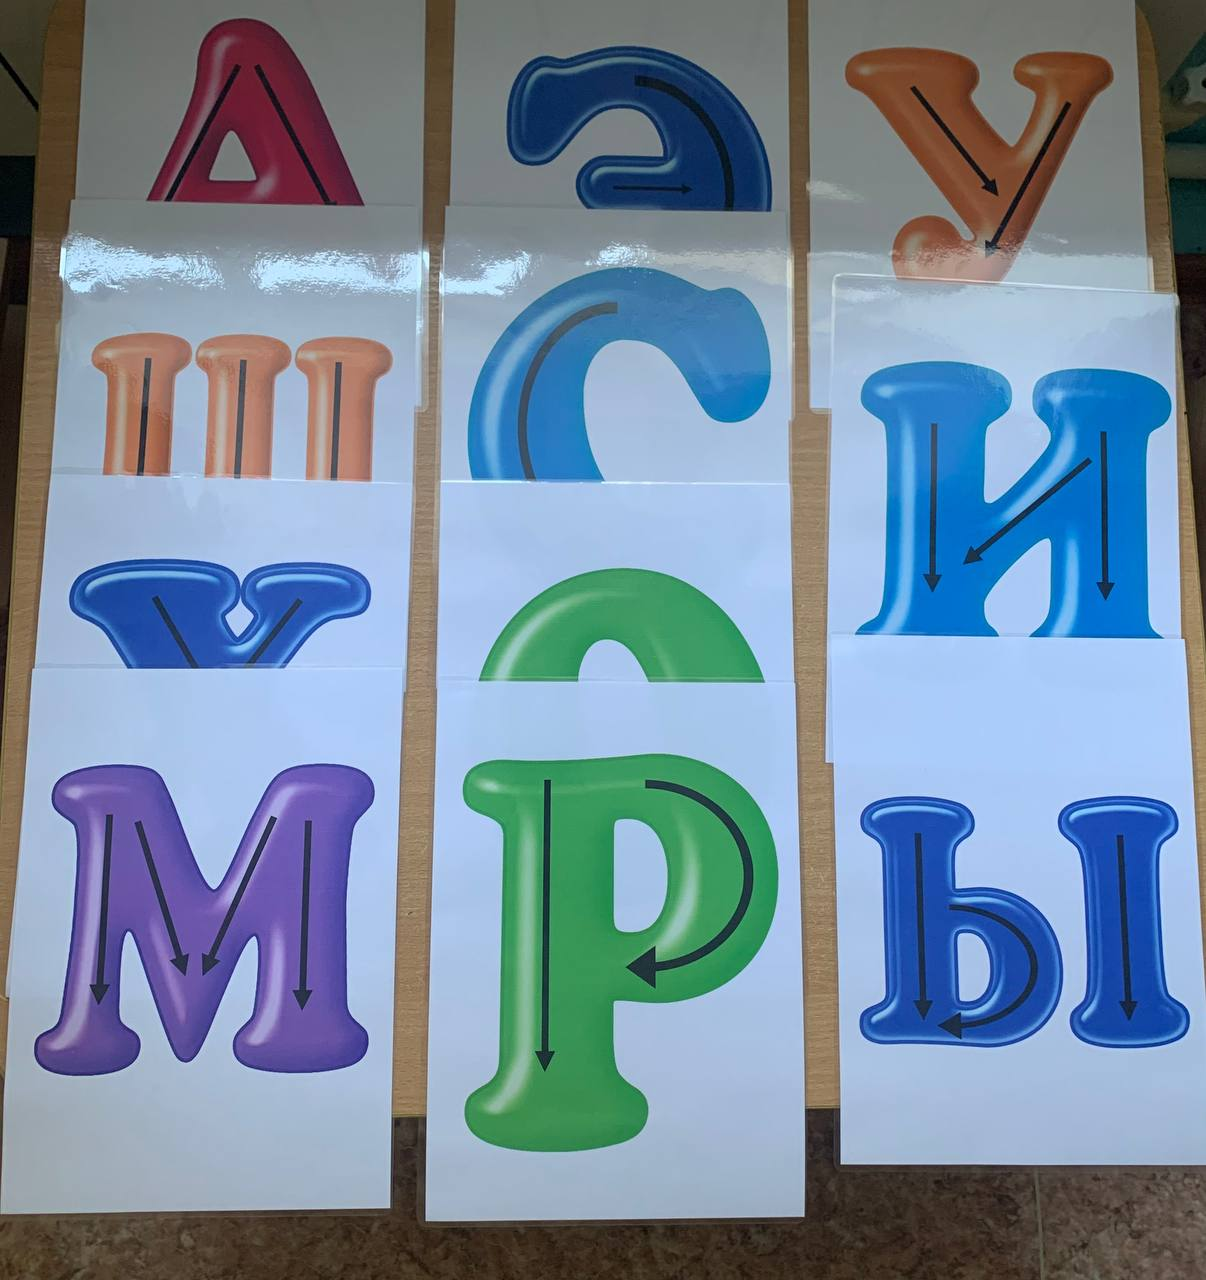 А Э У
Ш С И
Х О
М Р Ы